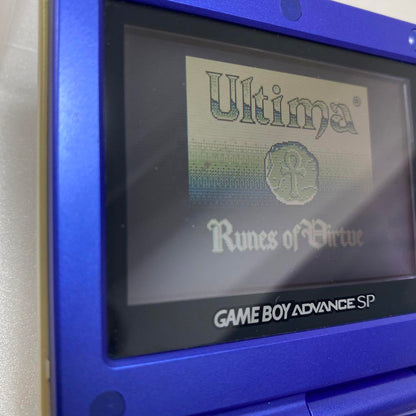 Ultima®
Runes of Virtue
GAME BOY ADVANCE SP